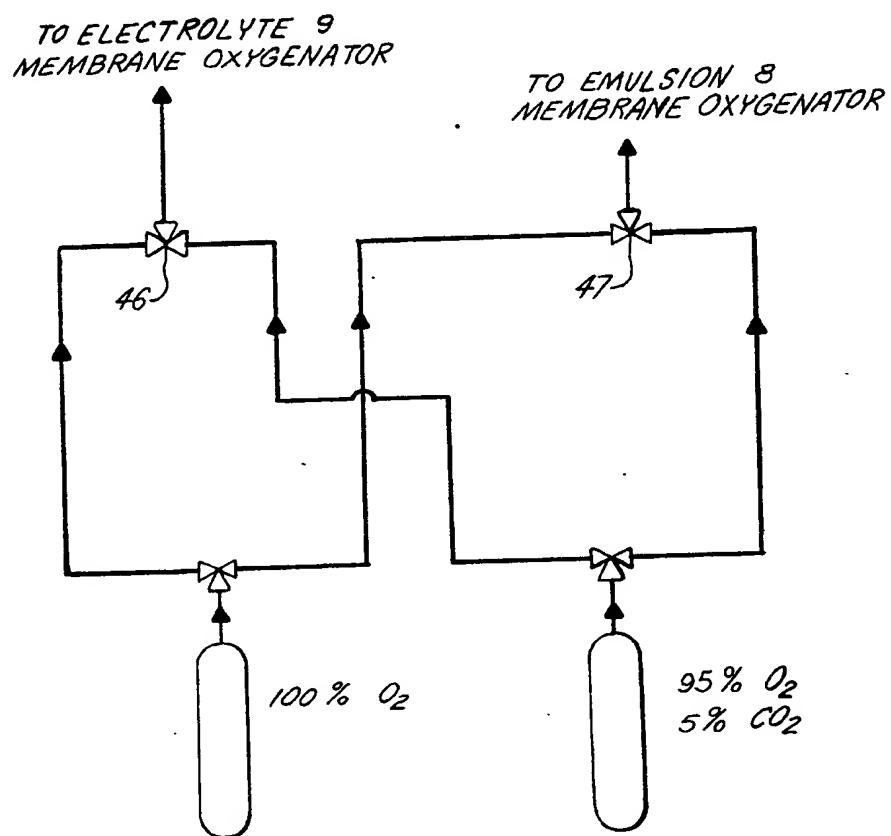 TO ELECTROLYTE 9
MEMBRANE OXYGENATOR
TO EMULSION 8
MEMBRANE OXYGENATOR
46
47
100% O₂
95% O₂
5% CO₂